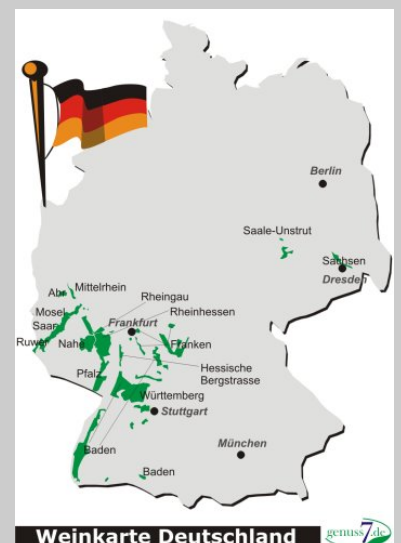 Berlin
Saale-Unstrut
Sachsen
Dresden
Ahr
Mittelrhein
Mosel
Saar
Ruwer
Rheingau
Rheinhessen
Frankfurt
Nahe
Franken
Pfalz
Hessische
Bergstrasse
Württemberg
Stuttgart
München
Baden
Baden
Weinkarte Deutschland
genuss7.de